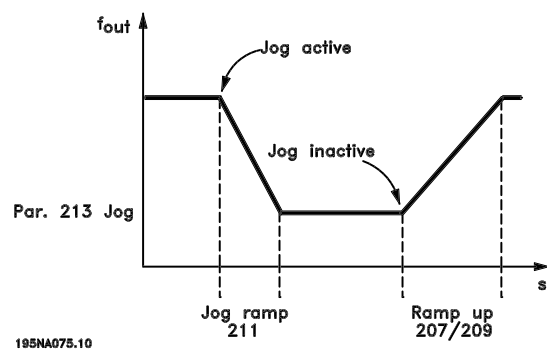 fout
Jog active
Jog inactive
Par. 213 Jog
s
Jog ramp
211
Ramp up
207/209
195NA075.10